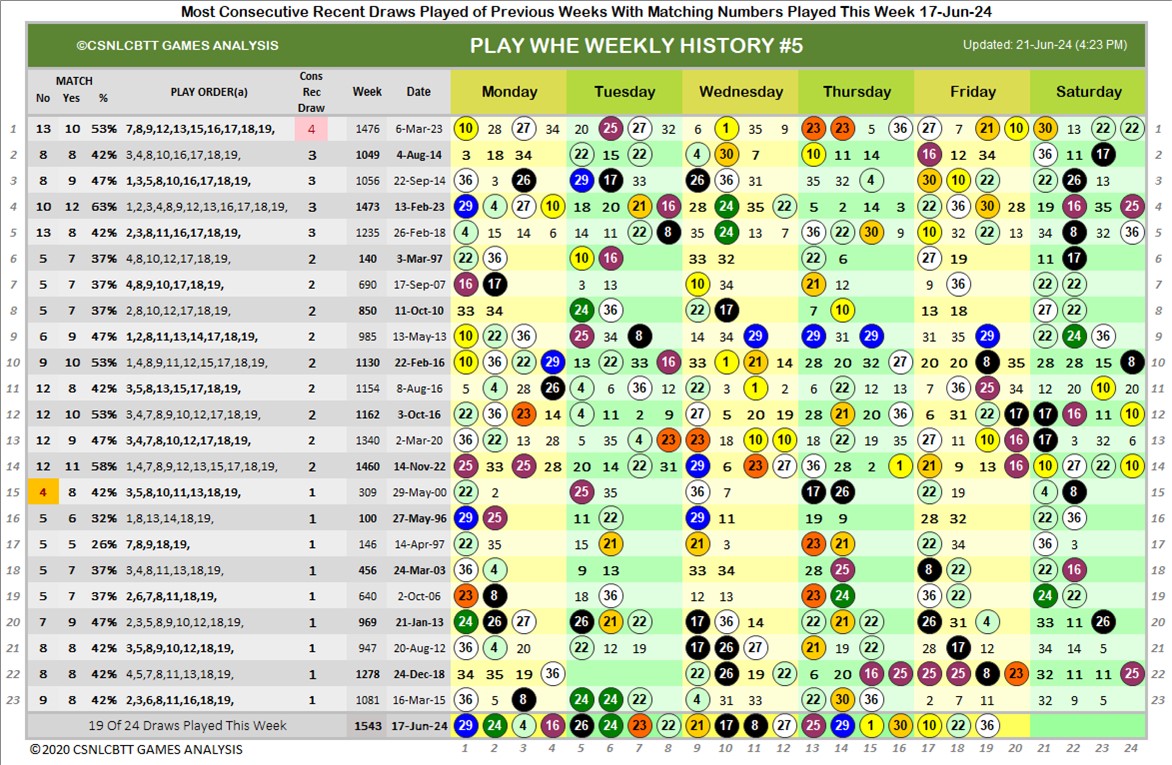 Most Consecutive Recent Draws Played of Previous Weeks With Matching Numbers Played This Week 17-Jun-24
©CSNLCBTT GAMES ANALYSIS PLAY WHE WEEKLY HISTORY #5 Updated: 21-Jun-24 (4:23 PM)
MATCH No Yes % PLAY ORDER(a) Cons Rec Draw Week Date Monday Tuesday Wednesday Thursday Friday Saturday
1 13 10 53% 7,8,9,12,13,15,16,17,18,19, 4 1476 6-Mar-23 10 28 27 34 20 25 27 32 6 1 35 9 23 23 5 36 27 7 21 10 30 13 22 22 1
2 8 8 42% 3,4,8,10,16,17,18,19, 3 1049 4-Aug-14 3 18 34 22 15 22 4 30 7 10 11 14 16 12 34 36 11 17 2
3 8 9 47% 1,3,5,8,10,16,17,18,19, 3 1056 22-Sep-14 36 3 26 29 17 33 26 36 31 35 32 4 30 10 22 22 26 13 3
4 10 12 63% 1,2,3,4,8,9,12,13,16,17,18,19, 3 1473 13-Feb-23 29 4 27 10 18 20 21 16 28 24 35 22 5 2 14 3 22 36 30 28 19 16 35 25 4
5 13 8 42% 2,3,8,11,16,17,18,19, 3 1235 26-Feb-18 4 15 14 6 14 11 22 8 35 24 13 7 36 22 30 9 10 32 22 13 34 8 32 36 5
6 5 7 37% 4,8,10,12,17,18,19, 2 140 3-Mar-97 22 36 10 16 33 32 22 6 27 19 11 17 6
7 5 7 37% 4,8,9,10,17,18,19, 2 690 17-Sep-07 16 17 3 13 10 34 21 12 9 36 22 22 7
8 5 7 37% 2,8,10,12,17,18,19, 2 850 11-Oct-10 33 34 24 36 22 17 7 10 13 18 27 22 8
9 6 9 47% 1,2,8,11,13,14,17,18,19, 2 985 13-May-13 10 22 36 25 34 8 14 34 29 29 31 29 31 35 29 22 24 36 9
10 9 10 53% 1,4,8,9,11,12,15,17,18,19, 2 1130 22-Feb-16 10 36 22 29 13 22 33 16 33 1 21 14 28 20 32 27 20 20 8 35 28 28 15 8 10
11 12 8 42% 3,5,8,13,15,17,18,19, 2 1154 8-Aug-16 5 4 28 26 4 6 36 12 22 3 1 2 6 22 12 13 7 36 25 34 12 20 10 20 11
12 12 10 53% 3,4,7,8,9,10,12,17,18,19, 2 1162 3-Oct-16 22 36 23 14 4 11 2 9 27 5 20 19 28 21 20 36 6 31 22 17 17 16 11 10 12
13 12 9 47% 3,4,7,8,10,12,17,18,19, 2 1340 2-Mar-20 36 22 13 28 5 35 4 23 23 18 10 10 18 22 19 35 27 11 10 16 17 3 32 6 13
14 12 11 58% 1,4,7,8,9,12,13,15,17,18,19, 2 1460 14-Nov-22 25 33 25 28 20 14 22 31 29 6 23 27 36 28 2 1 21 9 13 16 10 27 22 10 14
15 4 8 42% 3,5,8,10,11,13,18,19, 1 309 29-May-00 22 2 25 35 36 7 17 26 22 19 4 8 15
16 5 6 32% 1,8,13,14,18,19, 1 100 27-May-96 29 25 11 22 29 11 19 9 28 32 22 36 16
17 5 5 26% 7,8,9,18,19, 1 146 14-Apr-97 22 35 15 21 21 3 23 21 22 34 36 3 17
18 5 7 37% 3,4,8,11,13,18,19, 1 456 24-Mar-03 36 4 9 13 33 34 28 25 8 22 22 16 18
19 5 7 37% 2,6,7,8,11,18,19, 1 640 2-Oct-06 23 8 18 36 12 13 23 24 36 22 24 22 19
20 7 9 47% 2,3,5,8,9,10,12,18,19, 1 969 21-Jan-13 24 26 27 26 21 22 17 36 14 22 21 22 26 31 4 33 11 26 20
21 8 8 42% 3,5,8,9,10,12,18,19, 1 947 20-Aug-12 36 4 20 22 12 19 17 26 27 21 19 22 28 17 12 34 14 5 21
22 8 8 42% 4,5,7,8,11,13,18,19, 1 1278 24-Dec-18 34 35 19 36 22 26 19 22 6 20 16 25 25 25 8 23 32 11 11 25 22
23 9 8 42% 2,3,6,8,11,16,18,19, 1 1081 16-Mar-15 36 5 8 24 24 22 4 31 33 22 30 36 2 7 11 32 9 5 23
19 Of 24 Draws Played This Week 1543 17-Jun-24 29 24 4 16 26 24 23 22 21 17 8 27 25 29 1 30 10 22 36
©2020 CSNLCBTT GAMES ANALYSIS 1 2 3 4 5 6 7 8 9 10 11 12 13 14 15 16 17 18 19 20 21 22 23 24